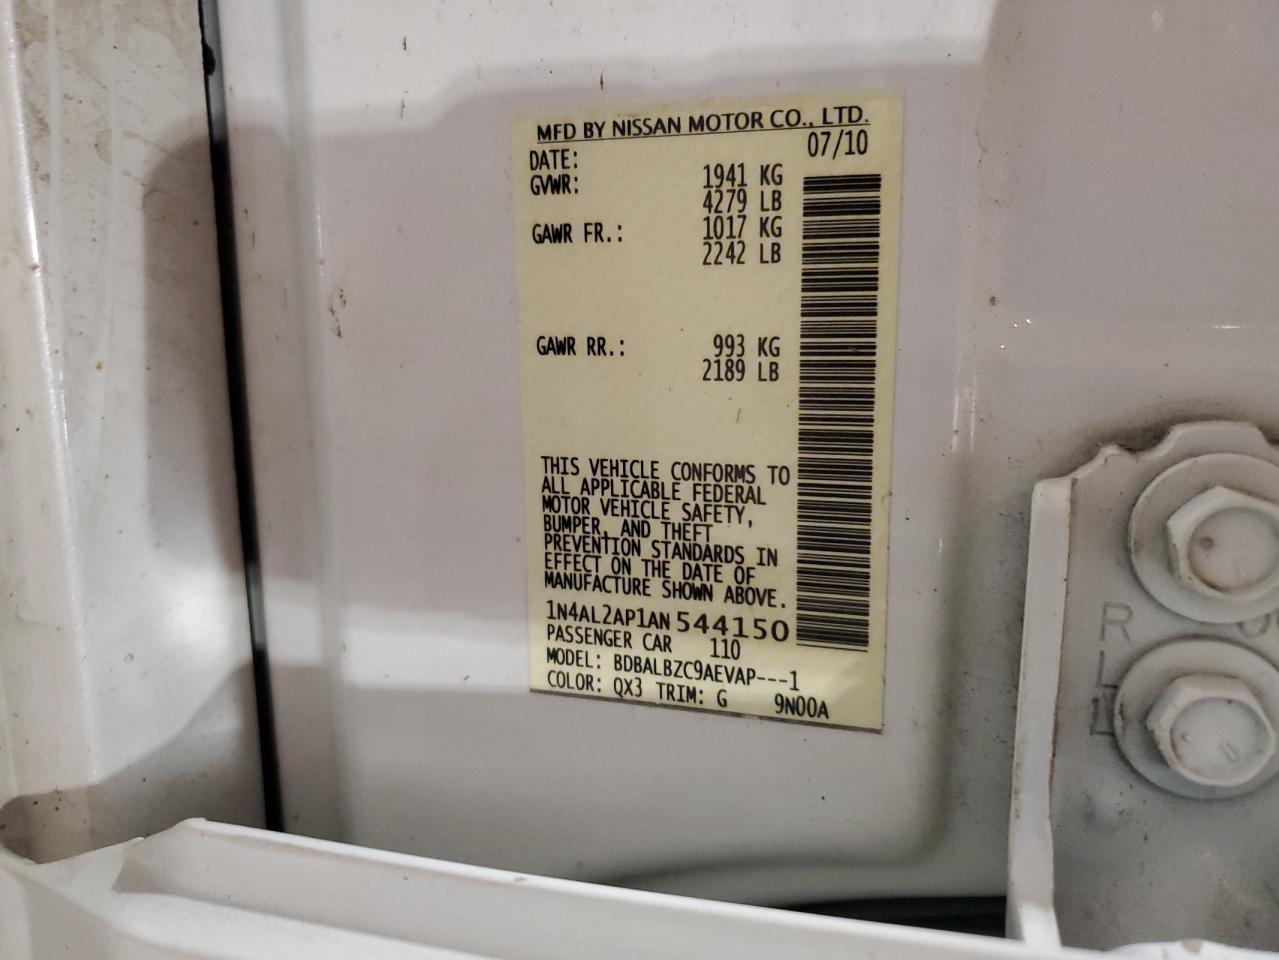 MFD BY NISSAN MOTOR CO., LTD.
DATE: 07/10
GVWR: 1941 KG
4279 LB
GAWR FR.: 1017 KG
2242 LB
GAWR RR.: 993 KG
2189 LB
THIS VEHICLE CONFORMS TO
ALL APPLICABLE FEDERAL
MOTOR VEHICLE SAFETY,
BUMPER, AND THEFT
PREVENTION STANDARDS IN
EFFECT ON THE DATE OF
MANUFACTURE SHOWN ABOVE.
1N4AL2AP1AN544150
PASSENGER CAR 110
MODEL: BDBALBZC9AEVAP---1
COLOR: QX3 TRIM: G 9N00A
R
L